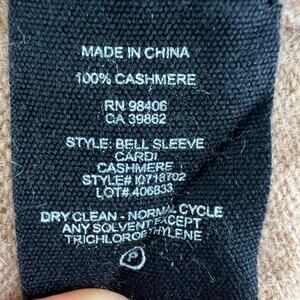 MADE IN CHINA
100% CASHMERE
RN 98406
CA 39862
STYLE: BELL SLEEVE
CARDI
CASHMERE
STYLE# I0718702
LOT# 406833
DRY CLEAN - NORMAL CYCLE
ANY SOLVENT EXCEPT
TRICHLOROETHYLENE
P